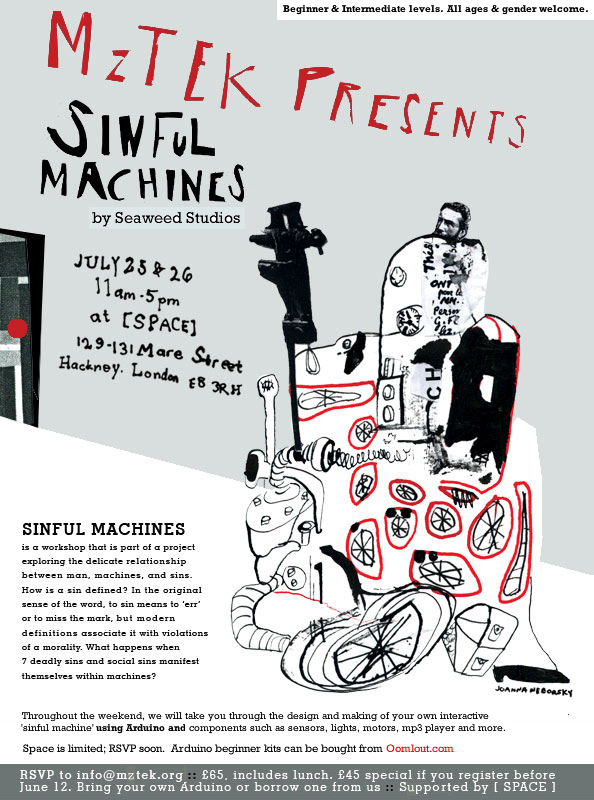 Beginner & Intermediate levels. All ages & gender welcome.
MzTEK PRESENTS
SINFUL
MACHINES
by Seaweed Studios
JULY 25 & 26
11am-5pm
at [SPACE]
129-131 Mare Street
Hackney. London E8 3RH
Thé
ONT
pour le
NM.
Person
G, Fl
CH
SINFUL MACHINES
is a workshop that is part of a project
exploring the delicate relationship
between man, machines, and sins.
How is a sin defined? In the original
sense of the word, to sin means to 'err'
or to miss the mark, but modern
definitions associate it with violations
of a morality. What happens when
7 deadly sins and social sins manifest
themselves within machines?
JOANNA NEBORSKY
Throughout the weekend, we will take you through the design and making of your own interactive
'sinful machine' using Arduino and components such as sensors, lights, motors, mp3 player and more.
Space is limited; RSVP soon. Arduino beginner kits can be bought from Oomlout.com
RSVP to info@mztek.org :: £65, includes lunch. £45 special if you register before
June 12. Bring your own Arduino or borrow one from us :: Supported by [ SPACE ]